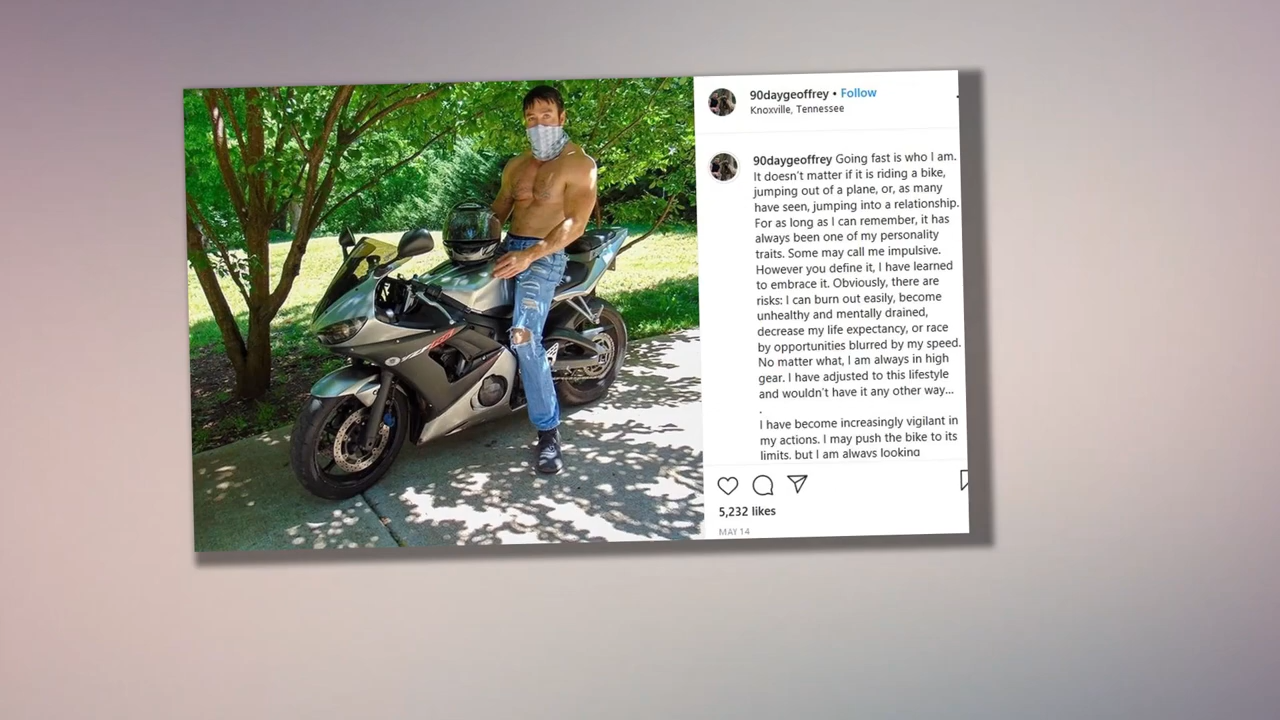 90daygeoffrey • Follow
Knoxville, Tennessee
90daygeoffrey Going fast is who I am.
It doesn't matter if it is riding a bike,
jumping out of a plane, or, as many
have seen, jumping into a relationship.
For as long as I can remember, it has
always been one of my personality
traits. Some may call me impulsive.
However you define it, I have learned
to embrace it. Obviously, there are
risks: I can burn out easily, become
unhealthy and mentally drained,
decrease my life expectancy, or race
by opportunities blurred by my speed.
No matter what, I am always in high
gear. I have adjusted to this lifestyle
and wouldn't have it any other way...
.
I have become increasingly vigilant in
my actions. I may push the bike to its
limits, but I am always looking
5,232 likes
MAY 14